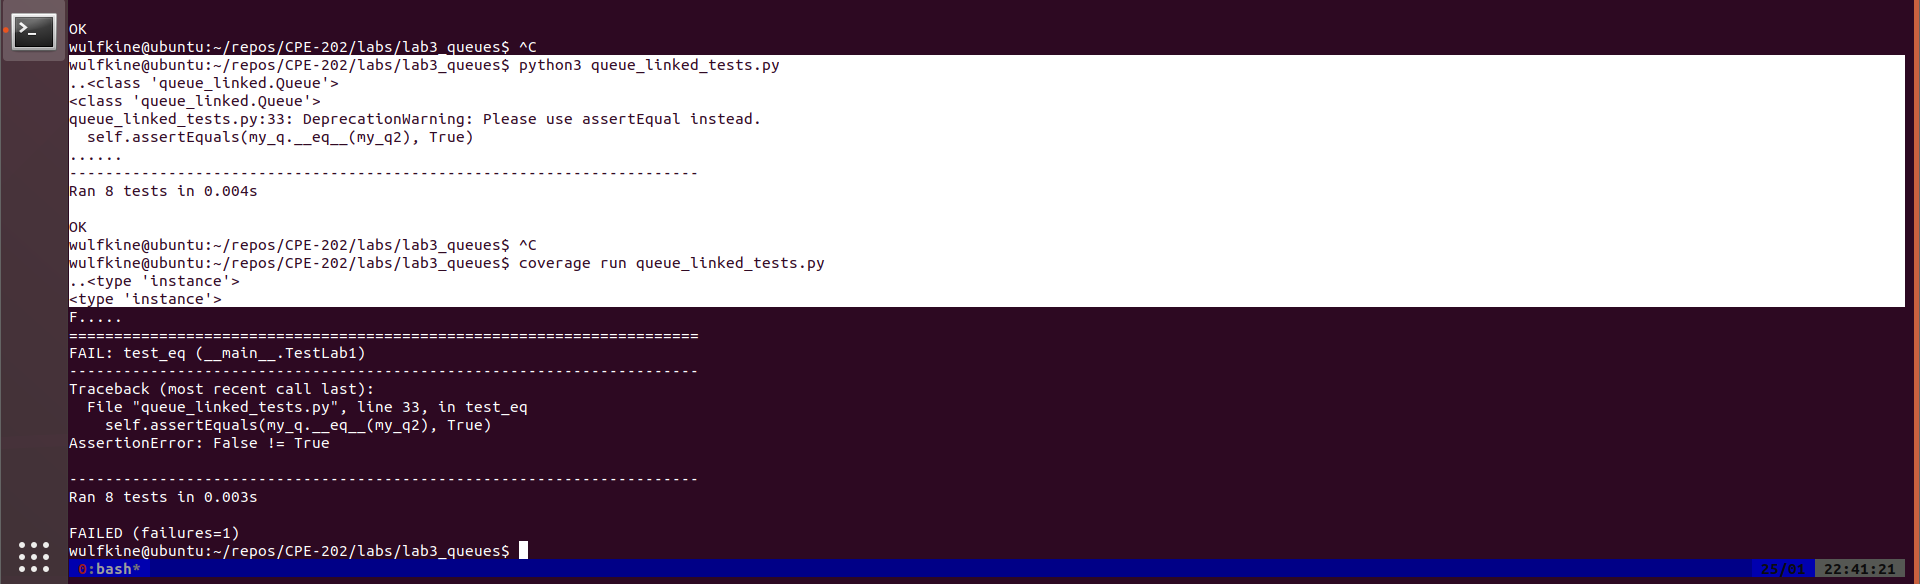 >_
OK
wulfkine@ubuntu:~/repos/CPE-202/labs/lab3_queues$ ^C
wulfkine@ubuntu:~/repos/CPE-202/labs/lab3_queues$ python3 queue_linked_tests.py
..<class 'queue_linked.Queue'>
<class 'queue_linked.Queue'>
queue_linked_tests.py:33: DeprecationWarning: Please use assertEqual instead.
  self.assertEquals(my_q.__eq__(my_q2), True)
......
----------------------------------------------------------------------
Ran 8 tests in 0.004s

OK
wulfkine@ubuntu:~/repos/CPE-202/labs/lab3_queues$ ^C
wulfkine@ubuntu:~/repos/CPE-202/labs/lab3_queues$ coverage run queue_linked_tests.py
..<type 'instance'>
<type 'instance'>
F.....
======================================================================
FAIL: test_eq (__main__.TestLab1)
----------------------------------------------------------------------
Traceback (most recent call last):
  File "queue_linked_tests.py", line 33, in test_eq
    self.assertEquals(my_q.__eq__(my_q2), True)
AssertionError: False != True

----------------------------------------------------------------------
Ran 8 tests in 0.003s

FAILED (failures=1)
wulfkine@ubuntu:~/repos/CPE-202/labs/lab3_queues$
0:bash* 25/01 22:41:21